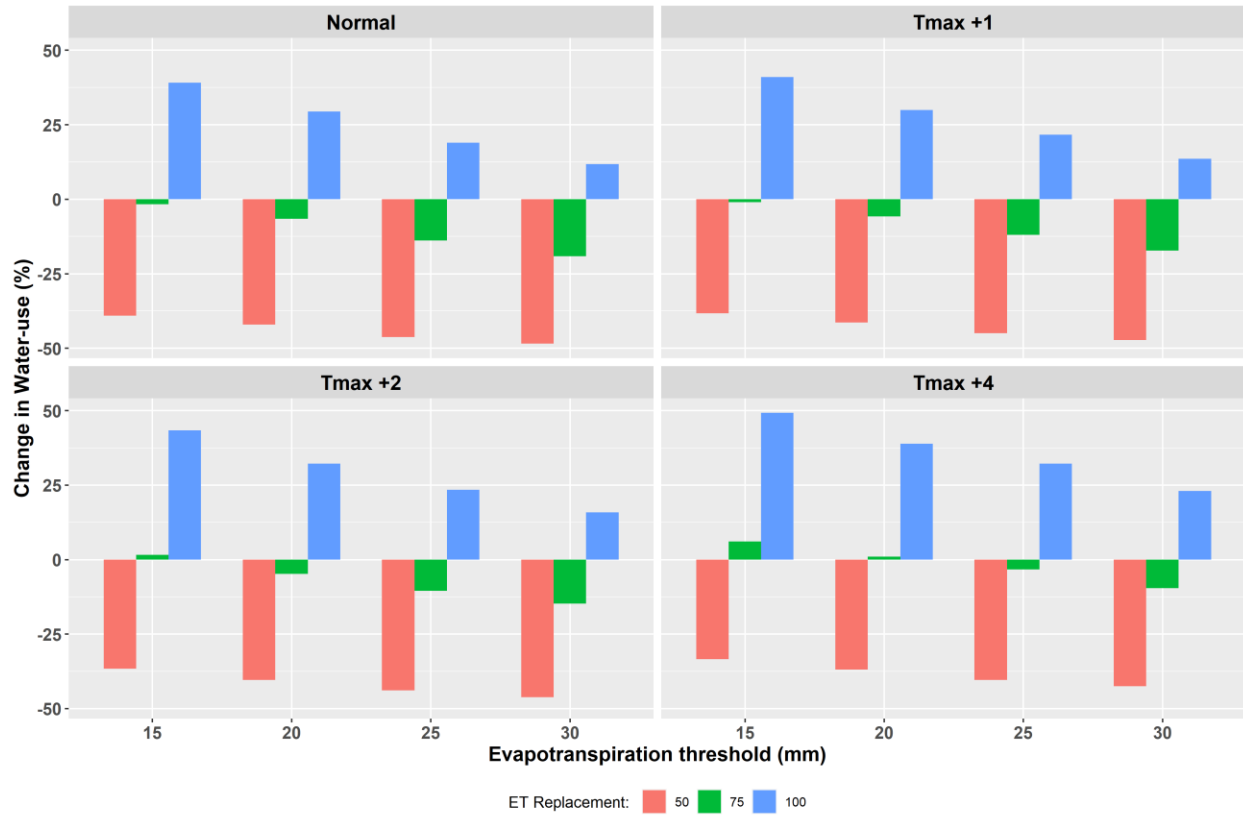 Normal
Tmax +1
50
25
0
-25
-50
Tmax +2
Tmax +4
50
25
0
-25
-50
Change in Water-use (%)
15 20 25 30 15 20 25 30
Evapotranspiration threshold (mm)
ET Replacement: 50 75 100